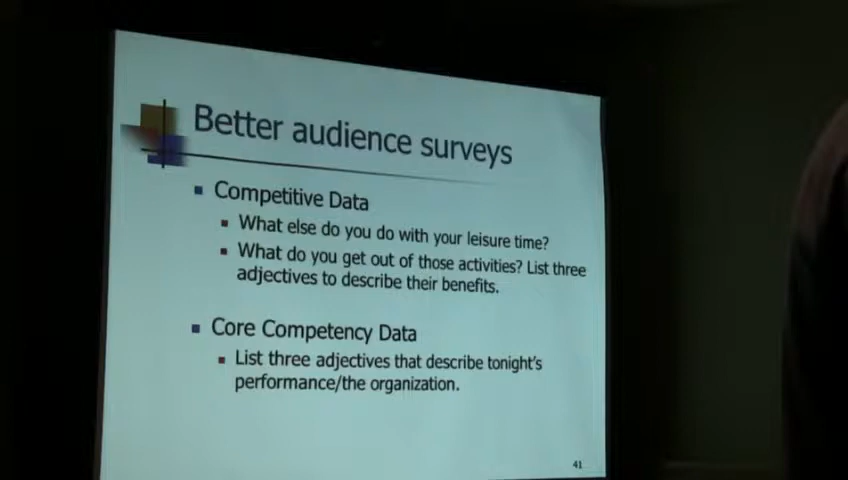 Better audience surveys
Competitive Data
What else do you do with your leisure time?
What do you get out of those activities? List three
adjectives to describe their benefits.
Core Competency Data
List three adjectives that describe tonight's
performance/the organization.
41